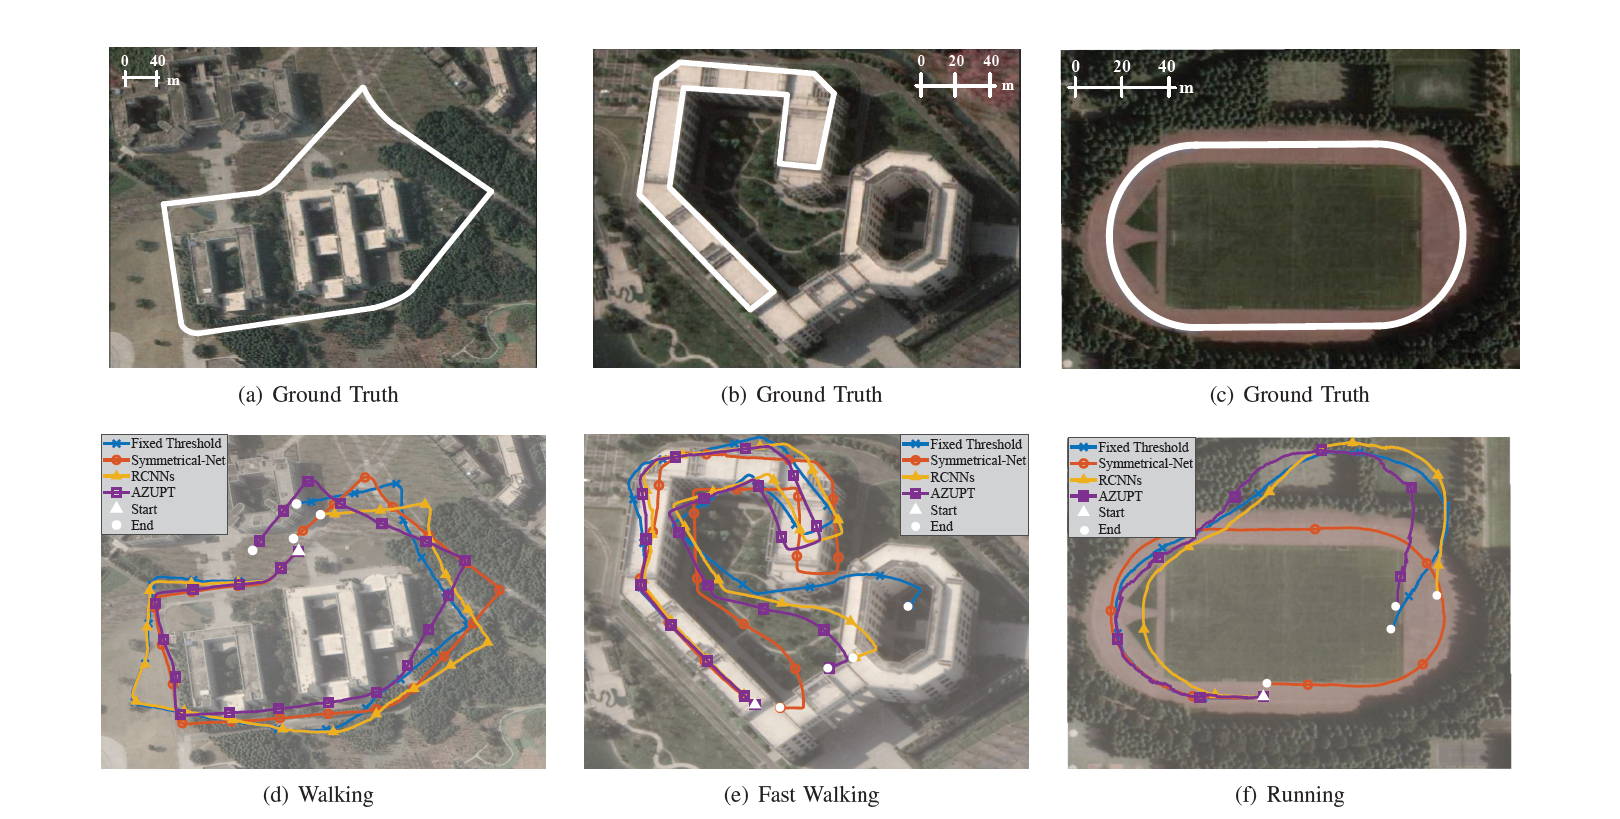 0 40
m
0 20 40
m
0 20 40
m
(a) Ground Truth
(b) Ground Truth
(c) Ground Truth
Fixed Threshold
Symmetrical-Net
RCNNs
AZUPT
Start
End
Fixed Threshold
Symmetrical-Net
RCNNs
AZUPT
Start
End
Fixed Threshold
Symmetrical-Net
RCNNs
AZUPT
Start
End
(d) Walking
(e) Fast Walking
(f) Running